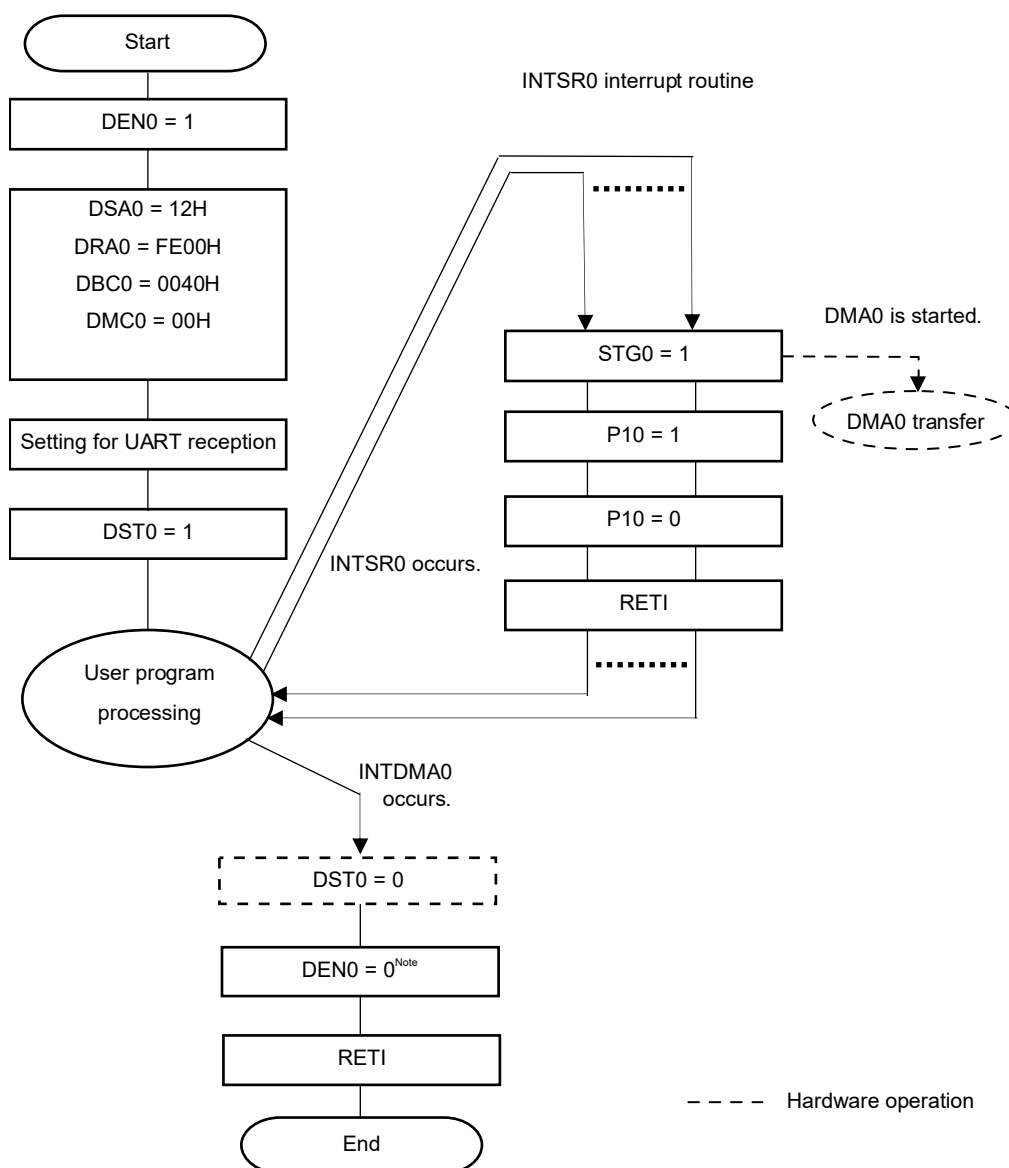 Start
DEN0 = 1
DSA0 = 12H
DRA0 = FE00H
DBC0 = 0040H
DMC0 = 00H
Setting for UART reception
DST0 = 1
User program
processing
INTSR0 occurs.
INTSR0 interrupt routine
STG0 = 1
P10 = 1
P10 = 0
RETI
DMA0 is started.
DMA0 transfer
INTDMA0
occurs.
DST0 = 0
DEN0 = 0Note
RETI
End
Hardware operation